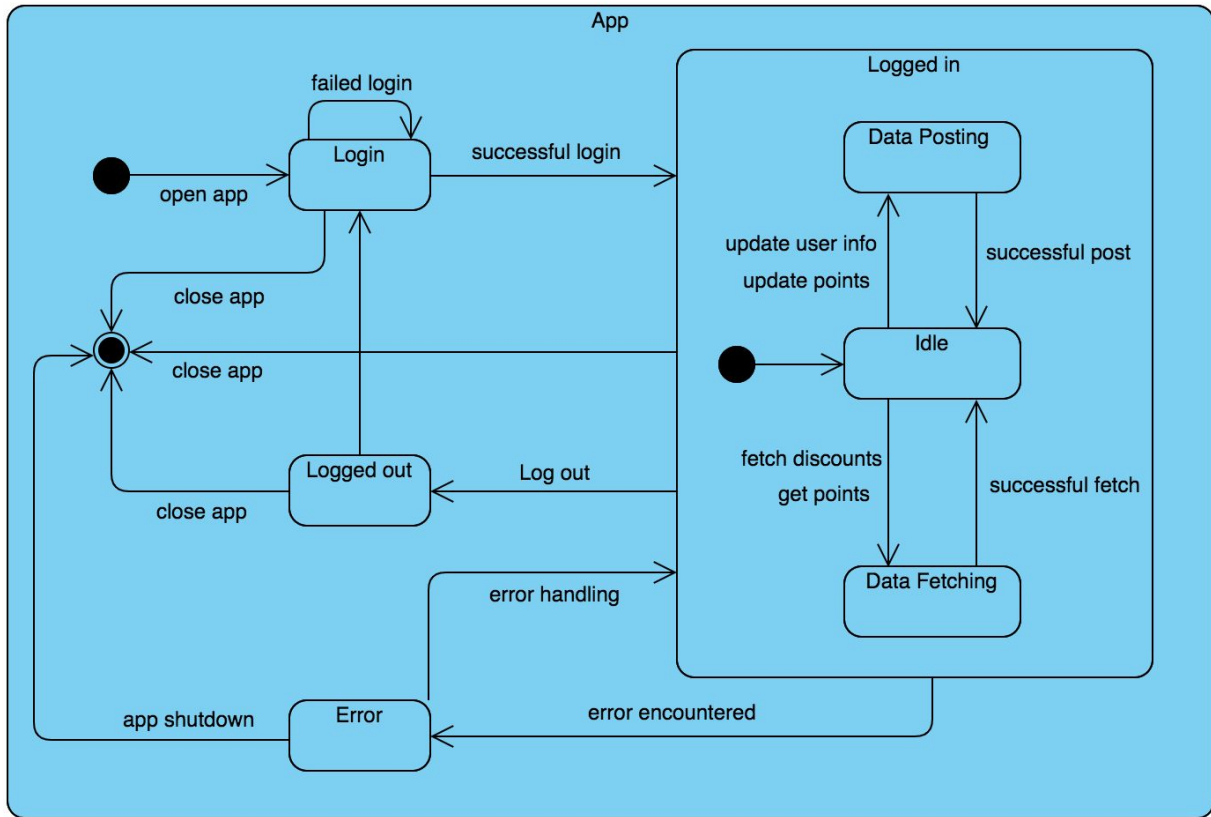 App
Logged in
failed login
Login
successful login
open app
close app
close app
Logged out
Log out
close app
error handling
Error
app shutdown
error encountered
Data Posting
update user info
update points
successful post
Idle
fetch discounts
get points
successful fetch
Data Fetching